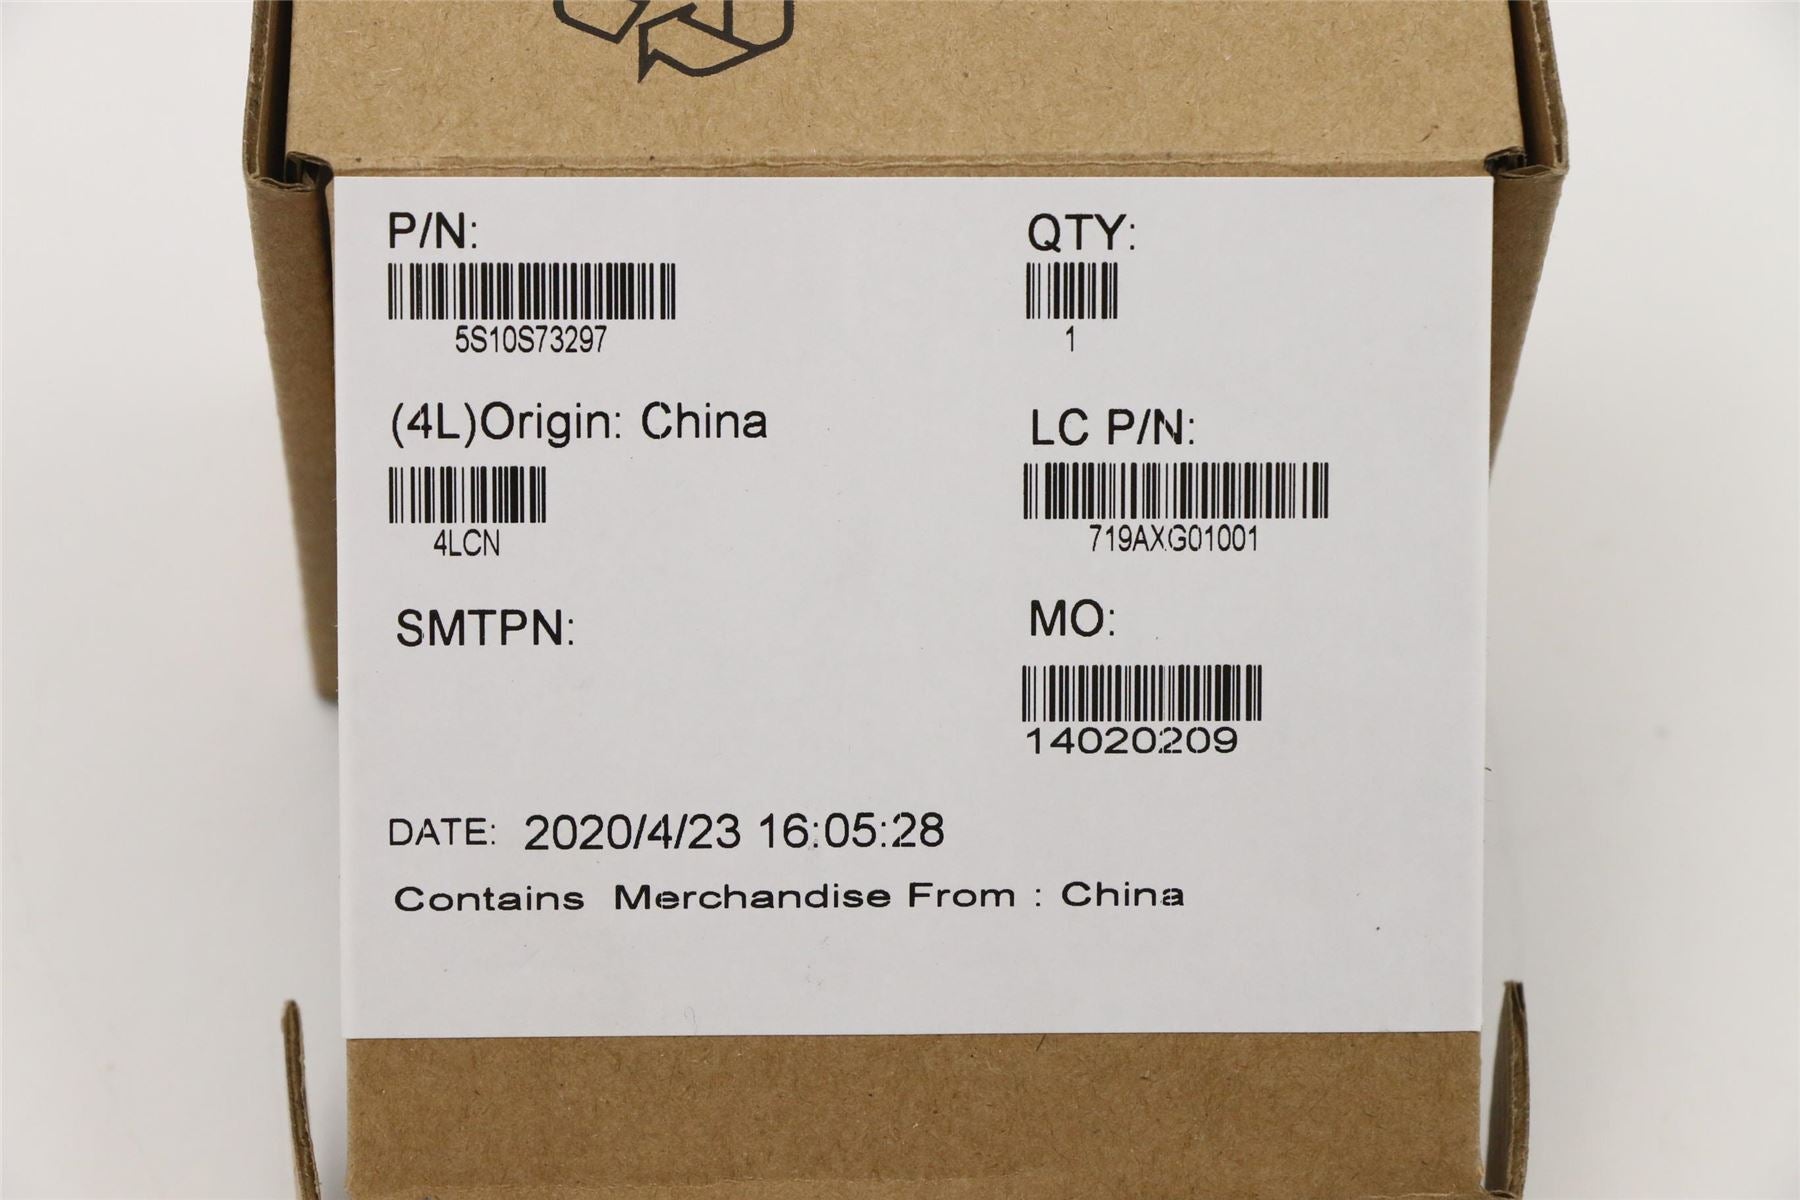 P/N:
5S10S73297
QTY:
1
(4L)Origin: China
4LCN
LC P/N:
719AXG01001
SMTPN:
MO:
14020209
DATE: 2020/4/23 16:05:28
Contains Merchandise From : China